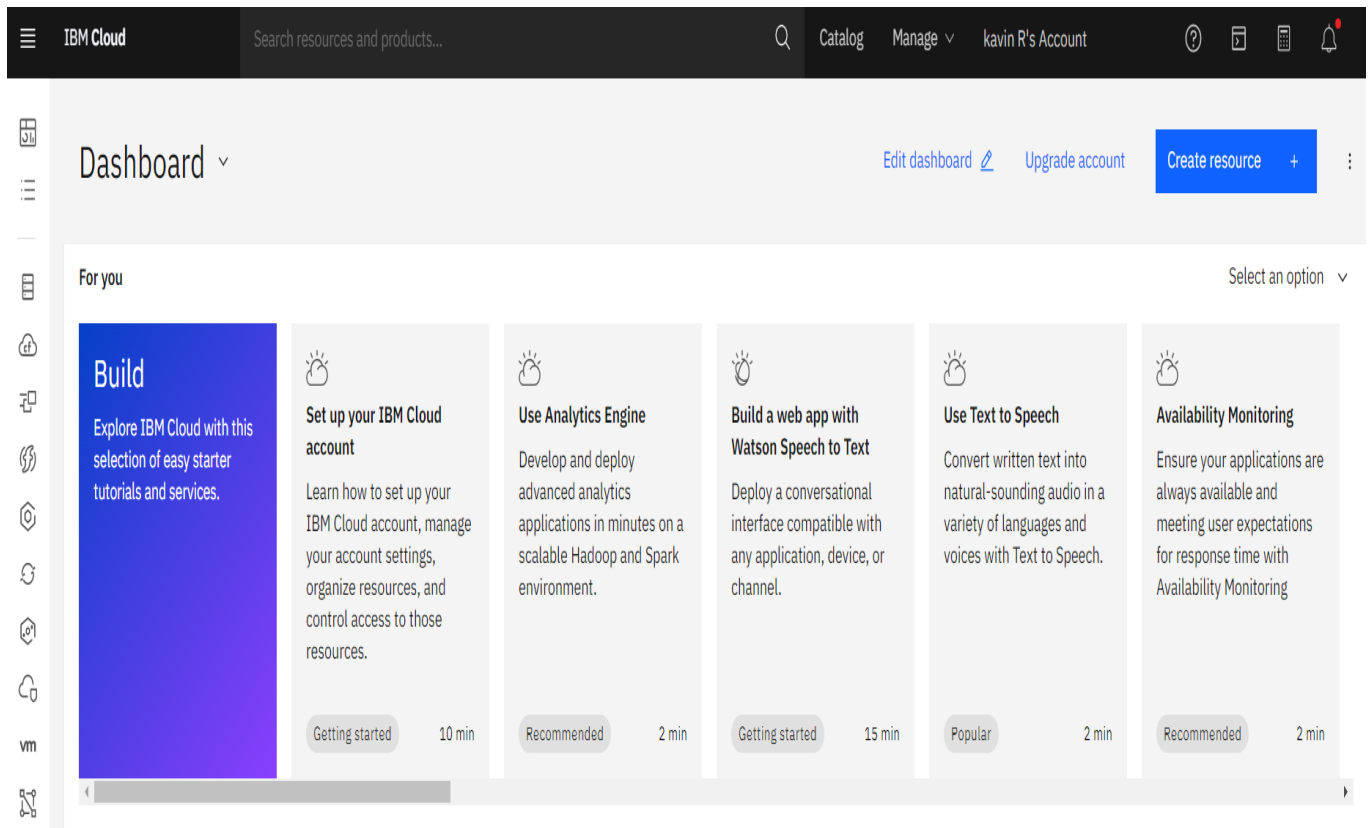 IBM Cloud
Search resources and products...
Catalog
Manage
kavin R's Account
Dashboard
Edit dashboard
Upgrade account
Create resource +
For you
Select an option
Build
Explore IBM Cloud with this
selection of easy starter
tutorials and services.
Set up your IBM Cloud
account
Learn how to set up your
IBM Cloud account, manage
your account settings,
organize resources, and
control access to those
resources.
Getting started
10 min
Use Analytics Engine
Develop and deploy
advanced analytics
applications in minutes on a
scalable Hadoop and Spark
environment.
Recommended
2 min
Build a web app with
Watson Speech to Text
Deploy a conversational
interface compatible with
any application, device, or
channel.
Getting started
15 min
Use Text to Speech
Convert written text into
natural-sounding audio in a
variety of languages and
voices with Text to Speech.
Popular
2 min
Availability Monitoring
Ensure your applications are
always available and
meeting user expectations
for response time with
Availability Monitoring
Recommended
2 min
cf
vm